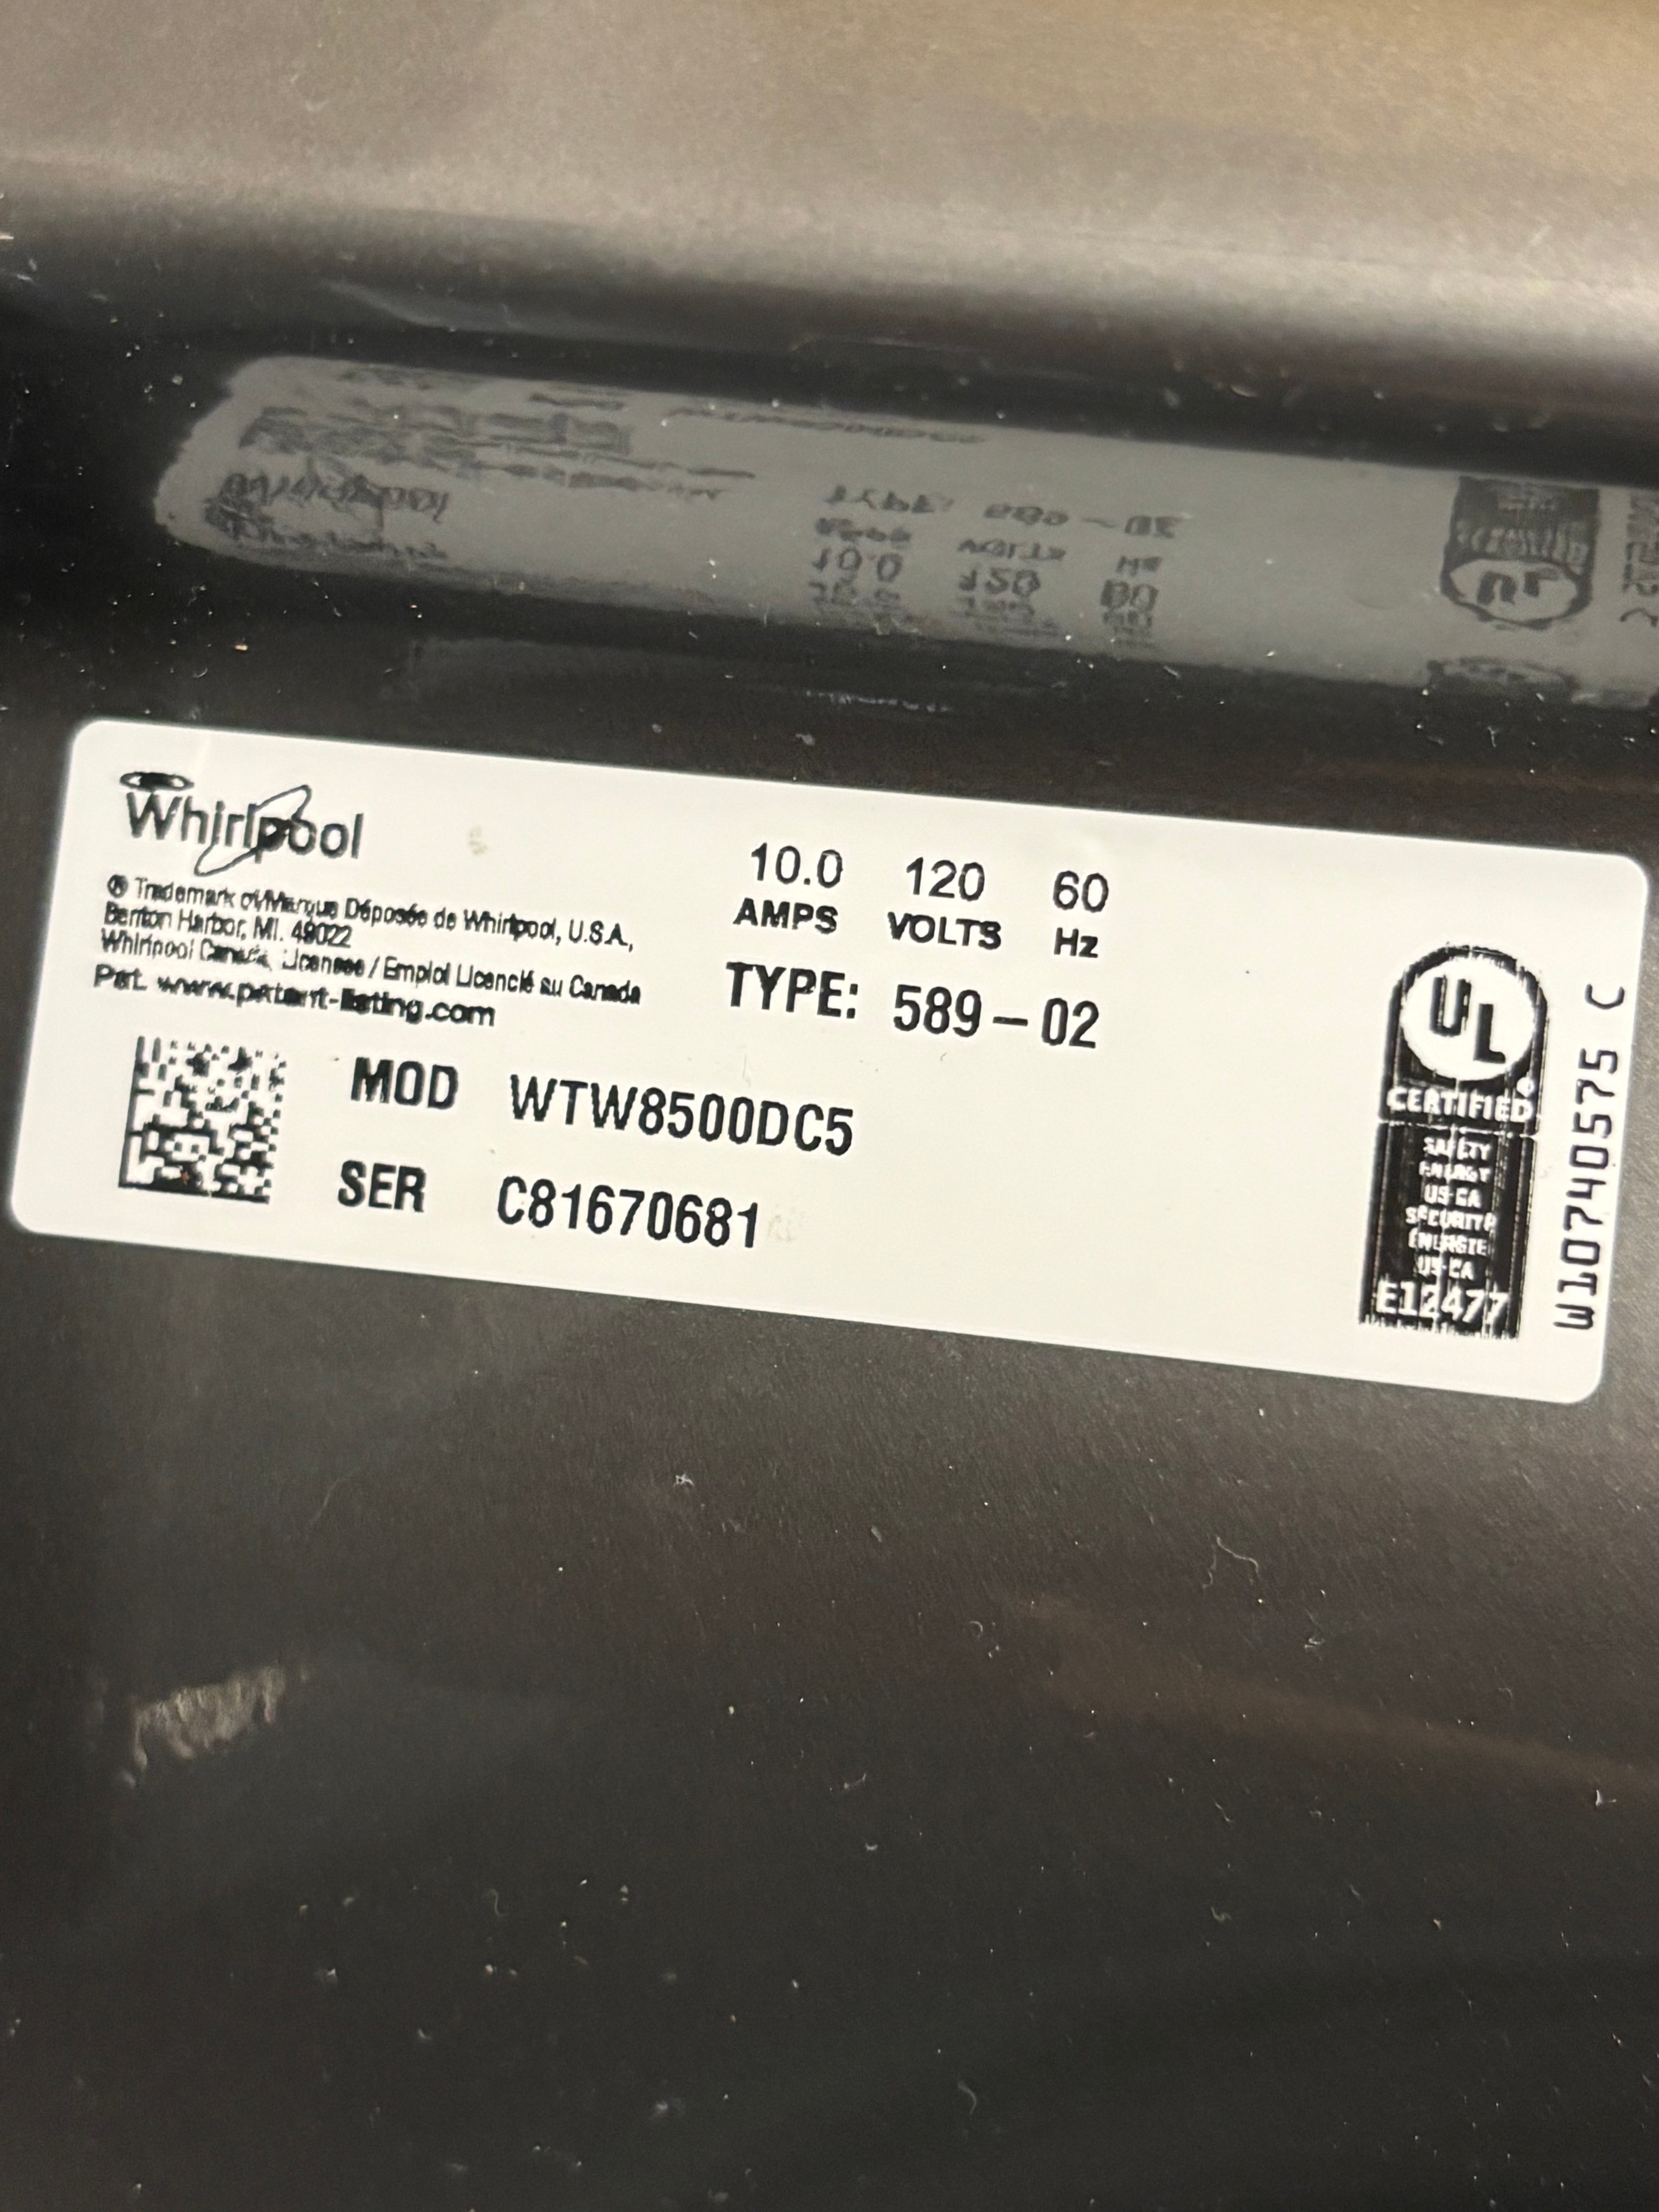 Whirlpool
® Trademark of/Marque Déposée de Whirlpool, U.S.A.,
Benton Harbor, MI. 49022
Whirlpool Canada, Licensee / Emploi Licencié au Canada
Pat. www.patent-listing.com
10.0 120 60
AMPS VOLTS Hz
TYPE: 589-02
MOD WTW8500DC5
SER C81670681
UL
CERTIFIED
SAFETY
ENERGY
US-CA
SÉCURITÉ
ÉNERGIE
US-CA
E12477
W10740575 C